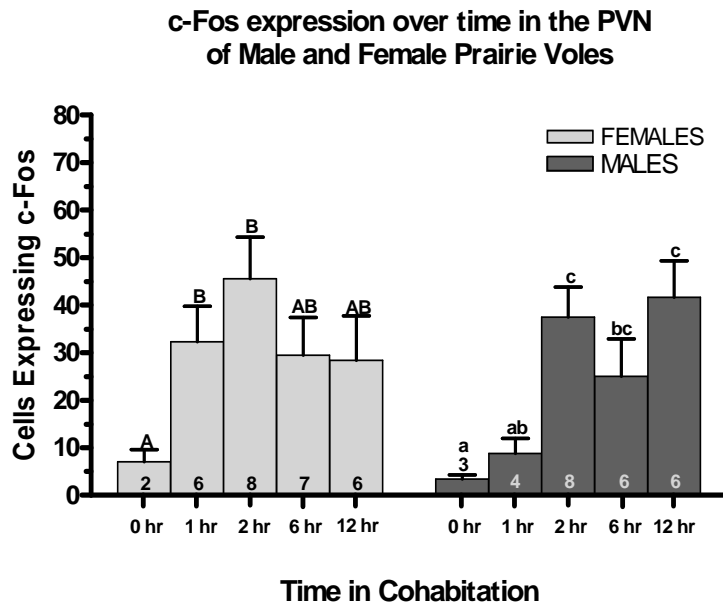 c-Fos expression over time in the PVN
of Male and Female Prairie Voles
Cells Expressing c-Fos
80
70
60
50
40
30
20
10
0
FEMALES
MALES
A B B AB AB a ab c bc c
2 6 8 7 6 3 4 8 6 6
0 hr 1 hr 2 hr 6 hr 12 hr 0 hr 1 hr 2 hr 6 hr 12 hr
Time in Cohabitation